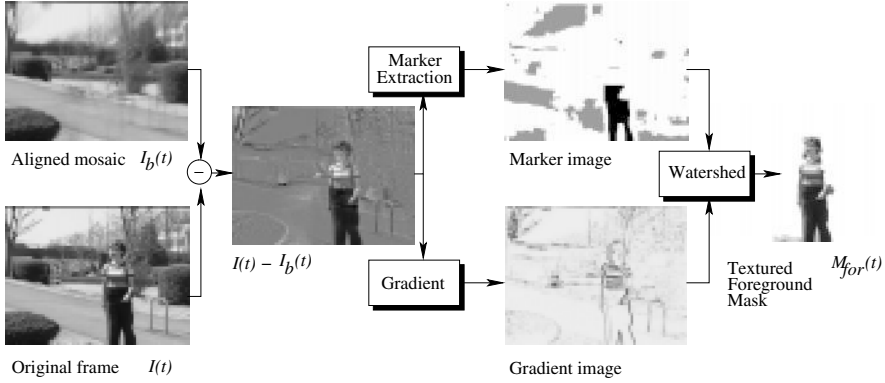 Marker
Extraction
Aligned mosaic I_b(t)
−
Marker image
Watershed
I(t) − I_b(t)
Gradient
Textured
Foreground
Mask
M_for(t)
Original frame I(t)
Gradient image